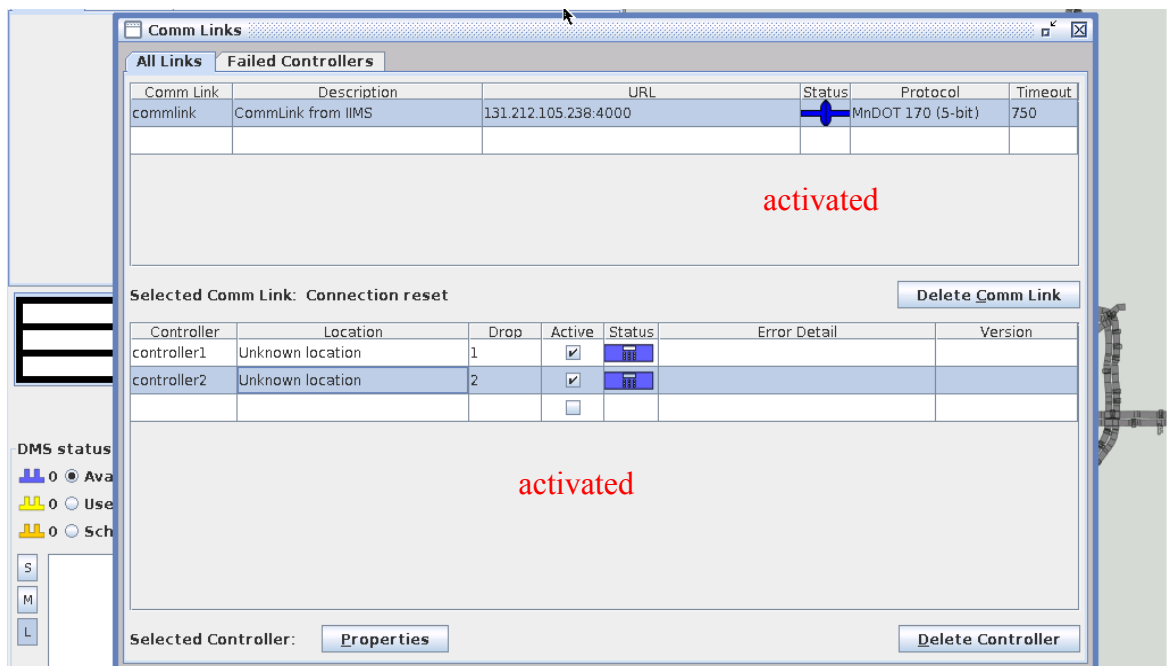 Comm Links
All Links Failed Controllers
Comm Link Description URL Status Protocol Timeout
commlink CommLink from IIMS 131.212.105.238:4000 MnDOT 170 (5-bit) 750
activated
Selected Comm Link: Connection reset Delete Comm Link
Controller Location Drop Active Status Error Detail Version
controller1 Unknown location 1
controller2 Unknown location 2
DMS status
0 Ava
activated
0 Use
0 Sch
S
M
L
Selected Controller: Properties Delete Controller